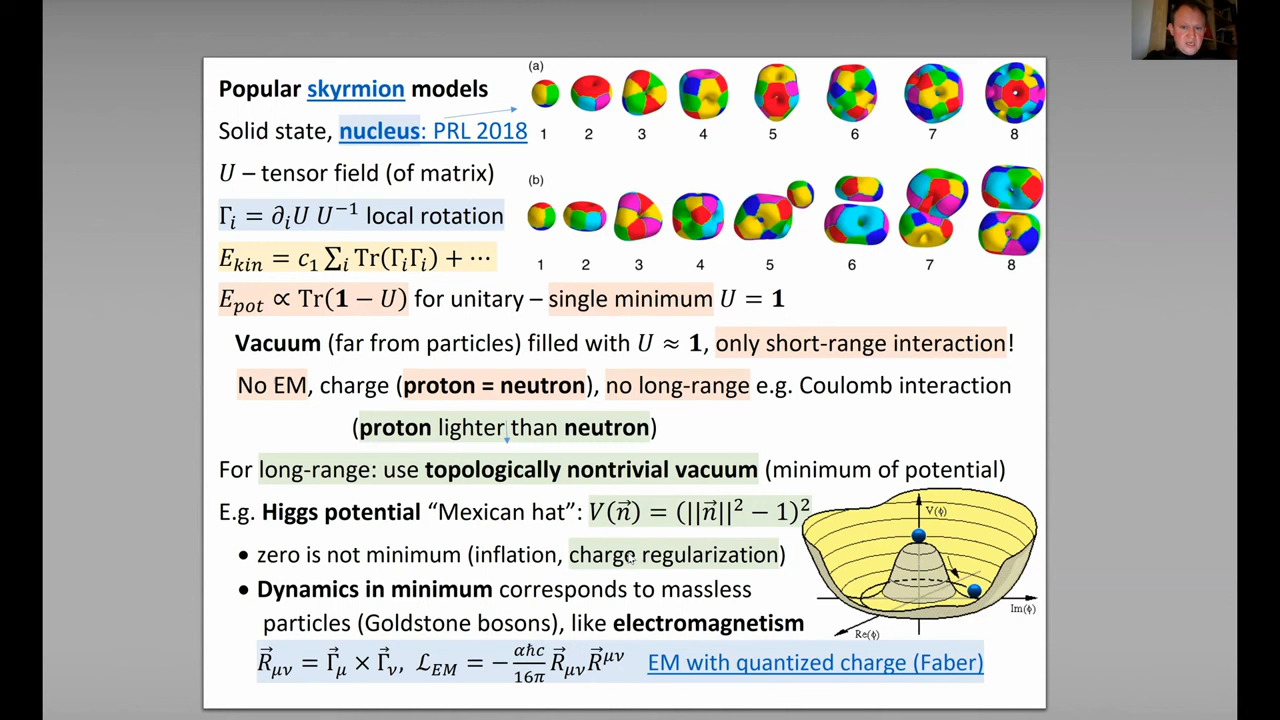 Popular skyrmion models
(a)
1 2 3 4 5 6 7 8
Solid state, nucleus: PRL 2018
U – tensor field (of matrix)
(b)
Γᵢ = ∂ᵢU U⁻¹ local rotation
1 2 3 4 5 6 7 8
E_kin = c₁ ∑ᵢ Tr(ΓᵢΓᵢ) + ⋯
E_pot ∝ Tr(𝟏 − U) for unitary – single minimum U = 𝟏
Vacuum (far from particles) filled with U ≈ 𝟏, only short-range interaction!
No EM, charge (proton = neutron), no long-range e.g. Coulomb interaction
(proton lighter than neutron)
For long-range: use topologically nontrivial vacuum (minimum of potential)
E.g. Higgs potential “Mexican hat”: V(n⃗) = (||n⃗||² − 1)²
V(ϕ)
• zero is not minimum (inflation, charge regularization)
• Dynamics in minimum corresponds to massless
Im(ϕ)
particles (Goldstone bosons), like electromagnetism
Re(ϕ)
R⃗_μν = Γ⃗_μ × Γ⃗_ν, ℒ_EM = − αħc/16π R⃗_μν R⃗^μν EM with quantized charge (Faber)